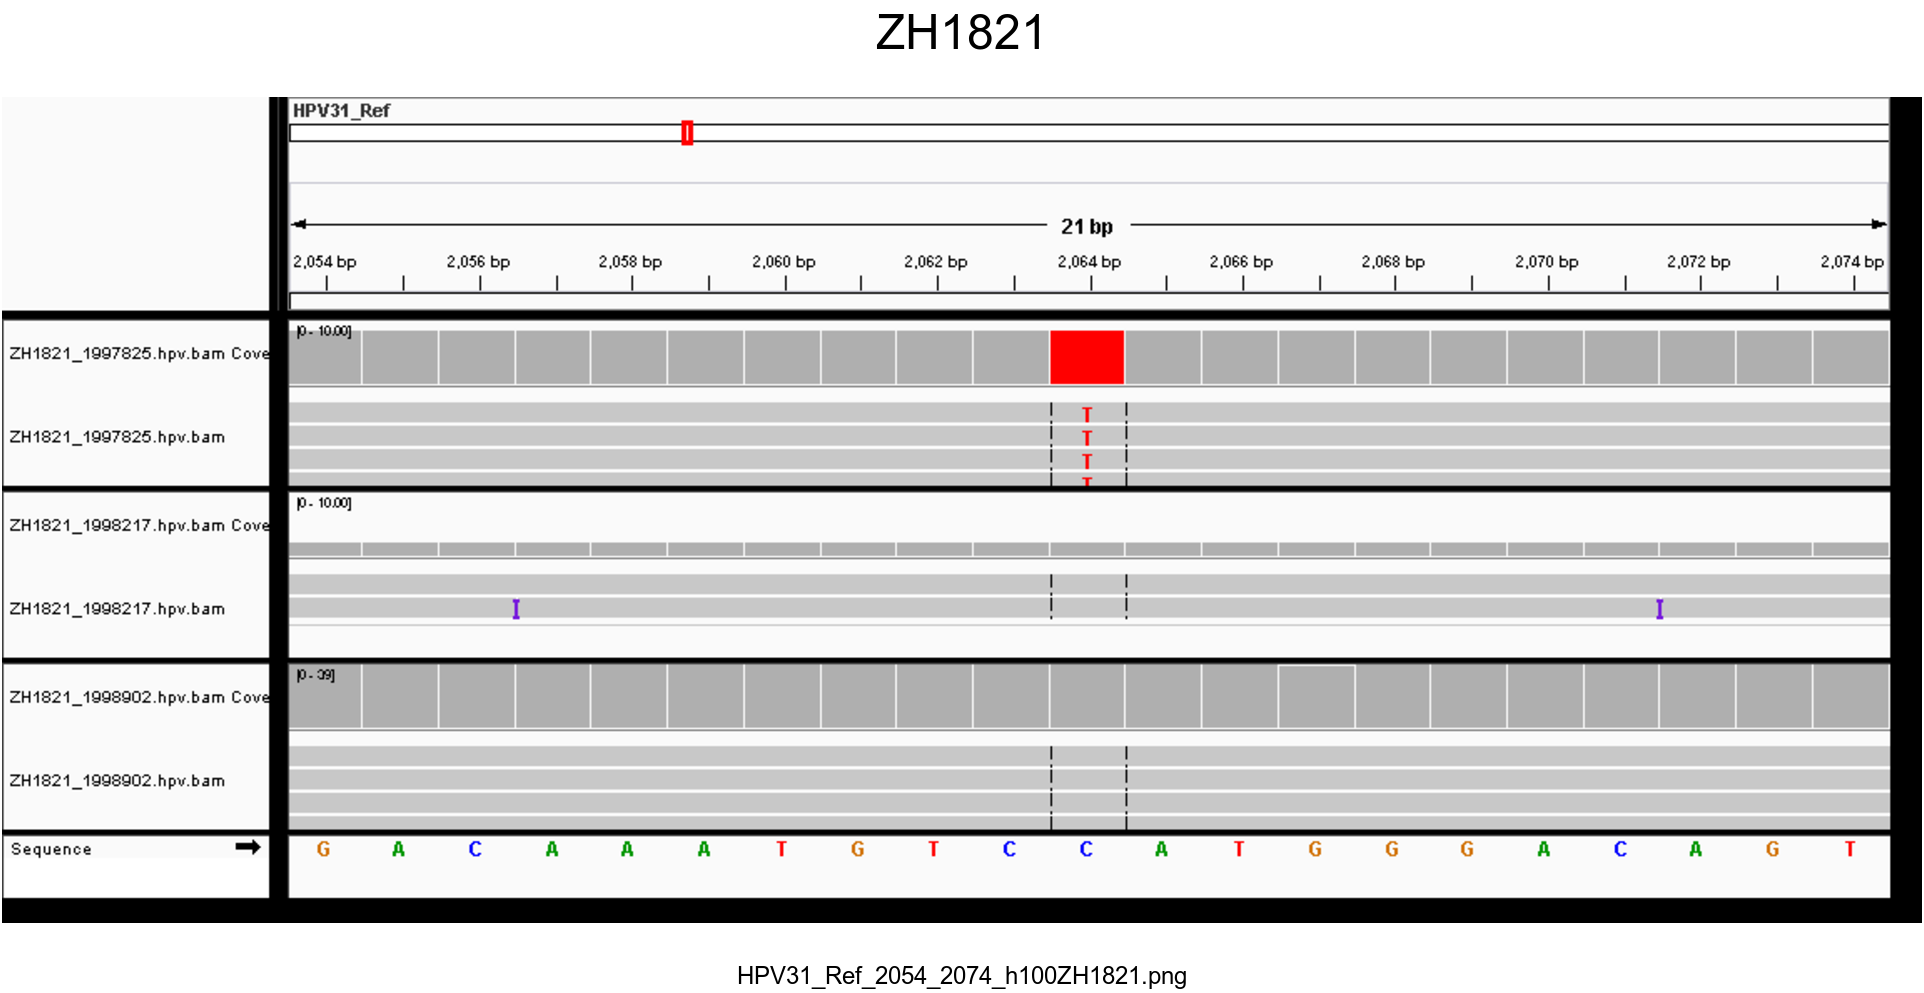 ZH1821
HPV31_Ref
21 bp
2,054 bp 2,056 bp 2,058 bp 2,060 bp 2,062 bp 2,064 bp 2,066 bp 2,068 bp 2,070 bp 2,072 bp 2,074 bp
[0 - 10.00]
ZH1821_1997825.hpv.bam Cove
T
T
ZH1821_1997825.hpv.bam
T
T
[0 - 10.00]
ZH1821_1998217.hpv.bam Cove
ZH1821_1998217.hpv.bam
I I
[0 - 39]
ZH1821_1998902.hpv.bam Cove
ZH1821_1998902.hpv.bam
Sequence G A C A A A T G T C C A T G G G A C A G T
HPV31_Ref_2054_2074_h100ZH1821.png